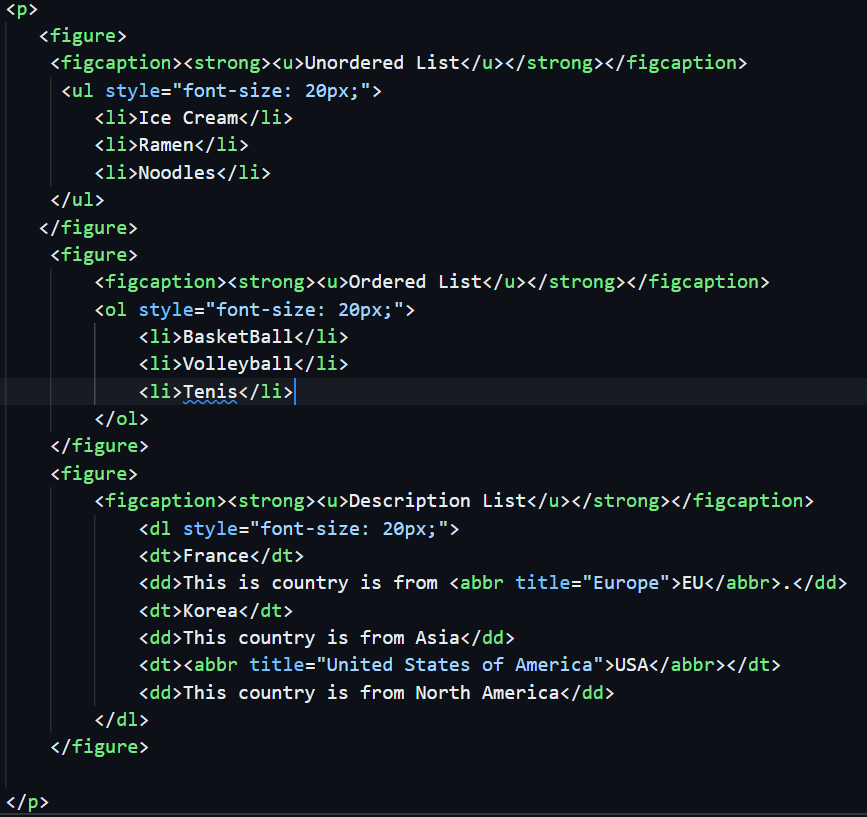 <p>
<figure>
<figcaption><strong><u>Unordered List</u></strong></figcaption>
<ul style="font-size: 20px;">
<li>Ice Cream</li>
<li>Ramen</li>
<li>Noodles</li>
</ul>
</figure>
<figure>
<figcaption><strong><u>Ordered List</u></strong></figcaption>
<ol style="font-size: 20px;">
<li>BasketBall</li>
<li>Volleyball</li>
<li>Tenis</li>
</ol>
</figure>
<figure>
<figcaption><strong><u>Description List</u></strong></figcaption>
<dl style="font-size: 20px;">
<dt>France</dt>
<dd>This is country is from <abbr title="Europe">EU</abbr>.</dd>
<dt>Korea</dt>
<dd>This country is from Asia</dd>
<dt><abbr title="United States of America">USA</abbr></dt>
<dd>This country is from North America</dd>
</dl>
</figure>
</p>